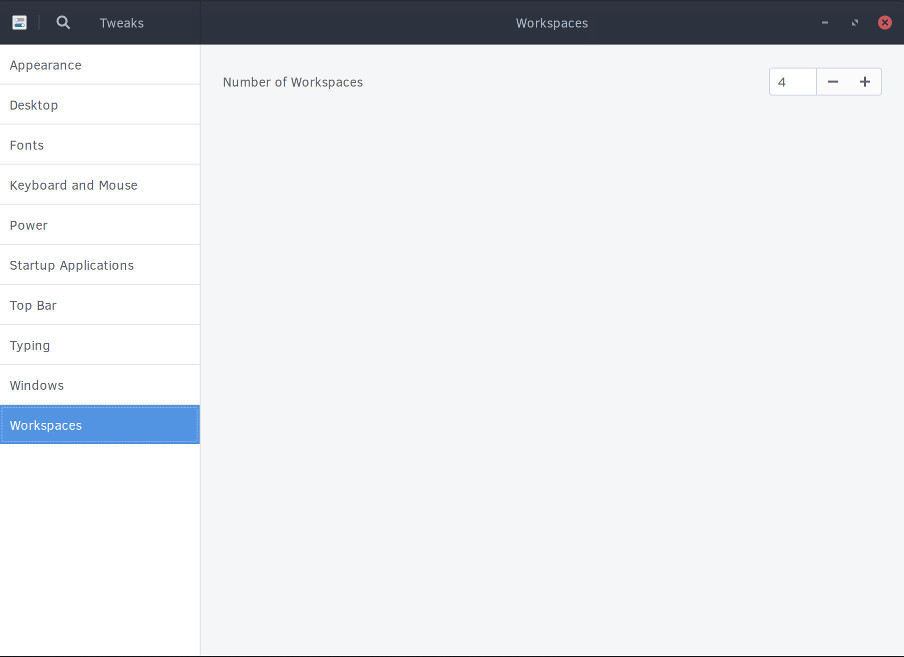 Tweaks
Workspaces
Appearance
Desktop
Fonts
Keyboard and Mouse
Power
Startup Applications
Top Bar
Typing
Windows
Workspaces
Number of Workspaces
4